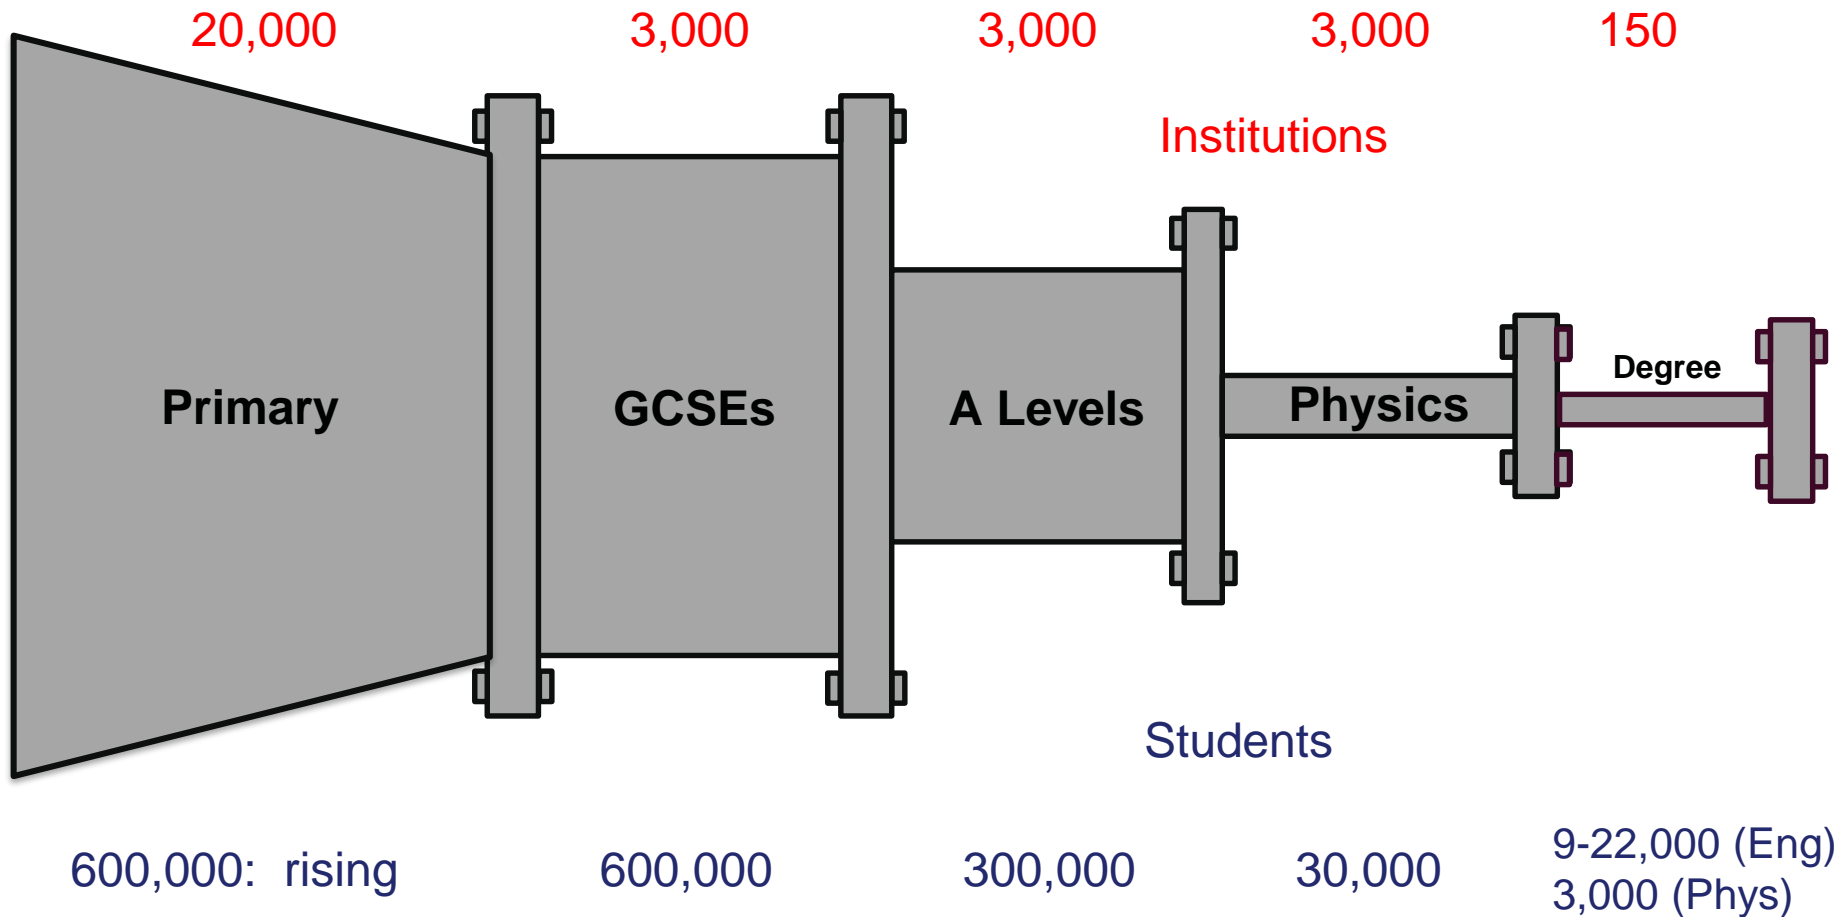 20,000 3,000 3,000 3,000 150
Institutions
Primary GCSEs A Levels Physics Degree
Students
600,000: rising 600,000 300,000 30,000 9-22,000 (Eng)
3,000 (Phys)